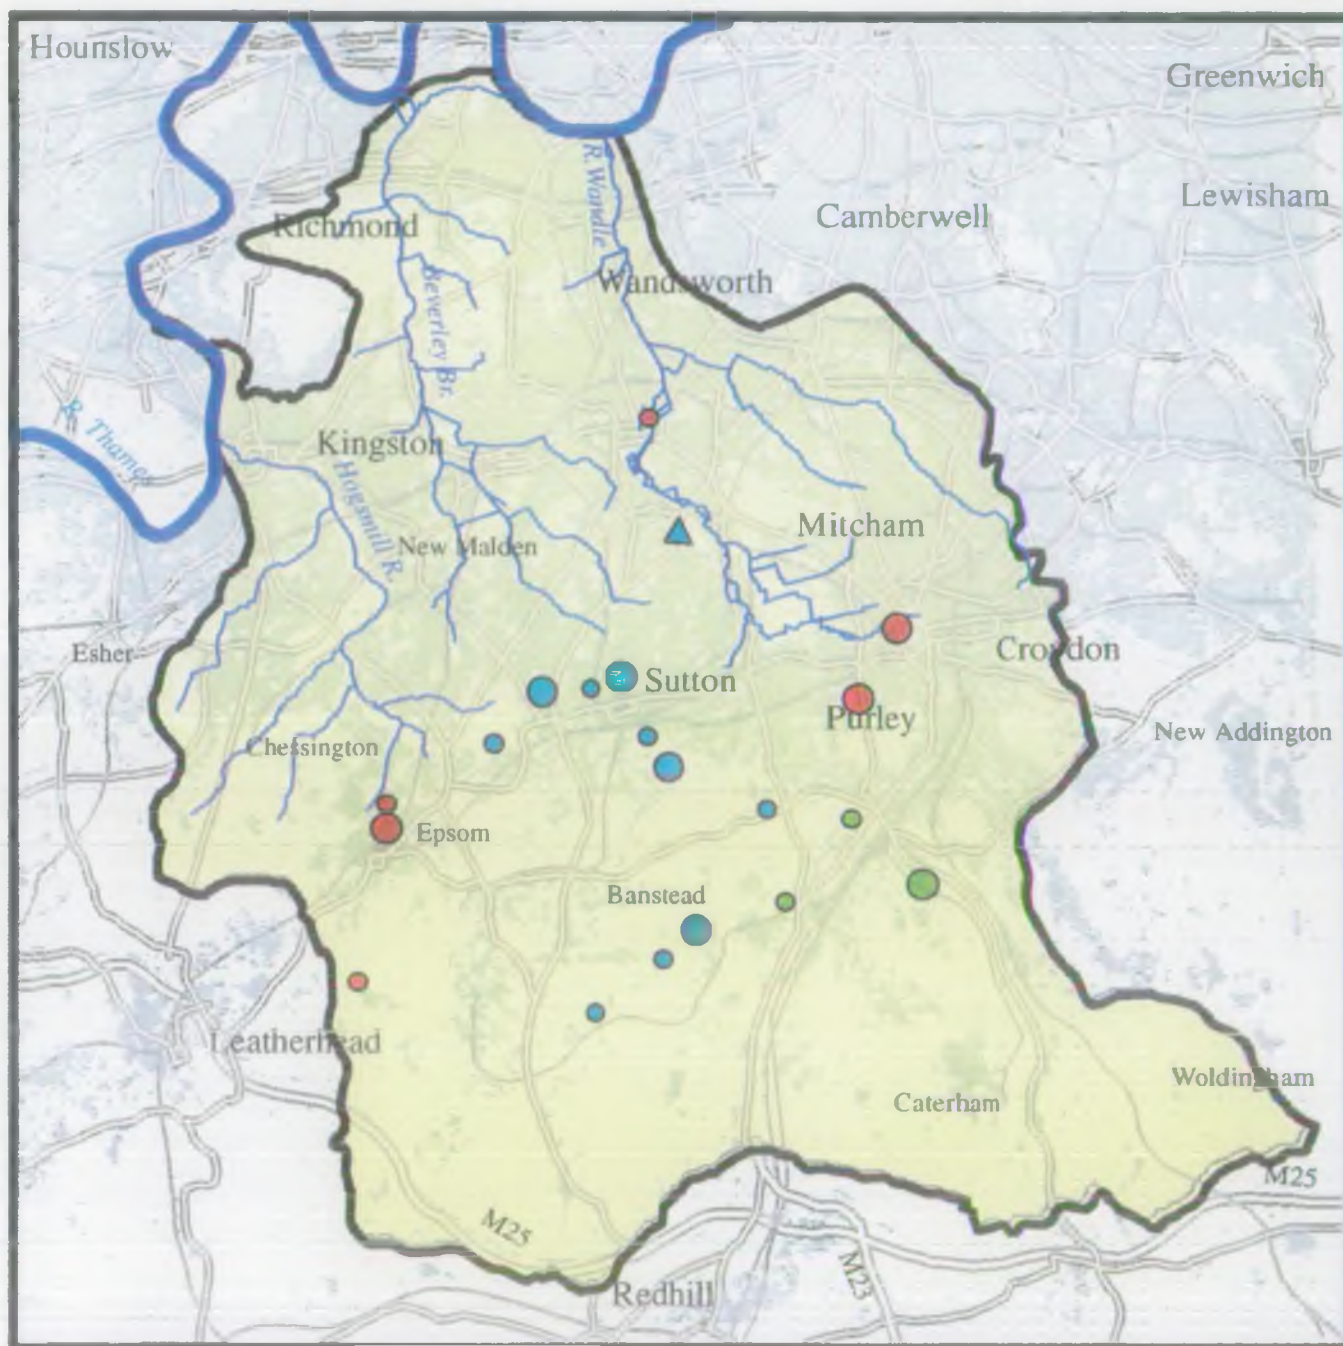 Hounslow
Greenwich
Lewisham
Camberwell
Richmond
R. Wandle
Wandsworth
Beverley Br.
R. Thames
Kingston
Hogsmill R.
Mitcham
New Malden
Esher
Croydon
Sutton
Purley
New Addington
Chessington
Epsom
Banstead
Leatherhead
Woldingham
Caterham
M25
M25
M23
Redhill